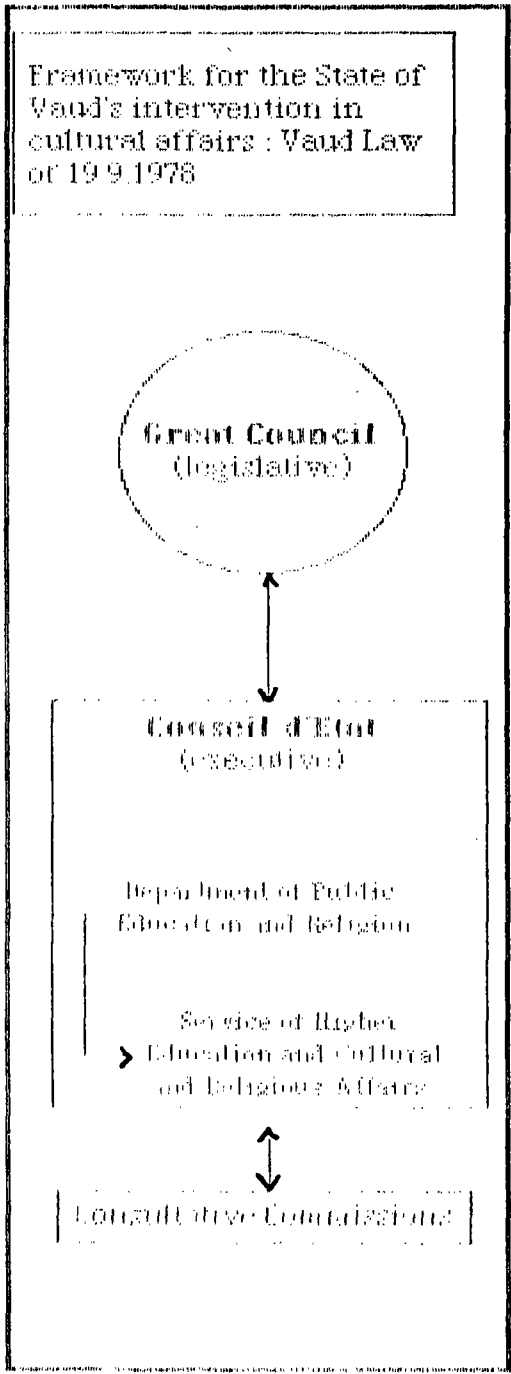 Framework for the State of
Vaud's intervention in
cultural affairs : Vaud Law
of 19.9.1978
Great Council
(legislative)
Conseil d'Etat
(executive)
Department of Public
Education and Religion
Service of Higher
Education and Cultural
and Religious Affairs
Consultative Commissions